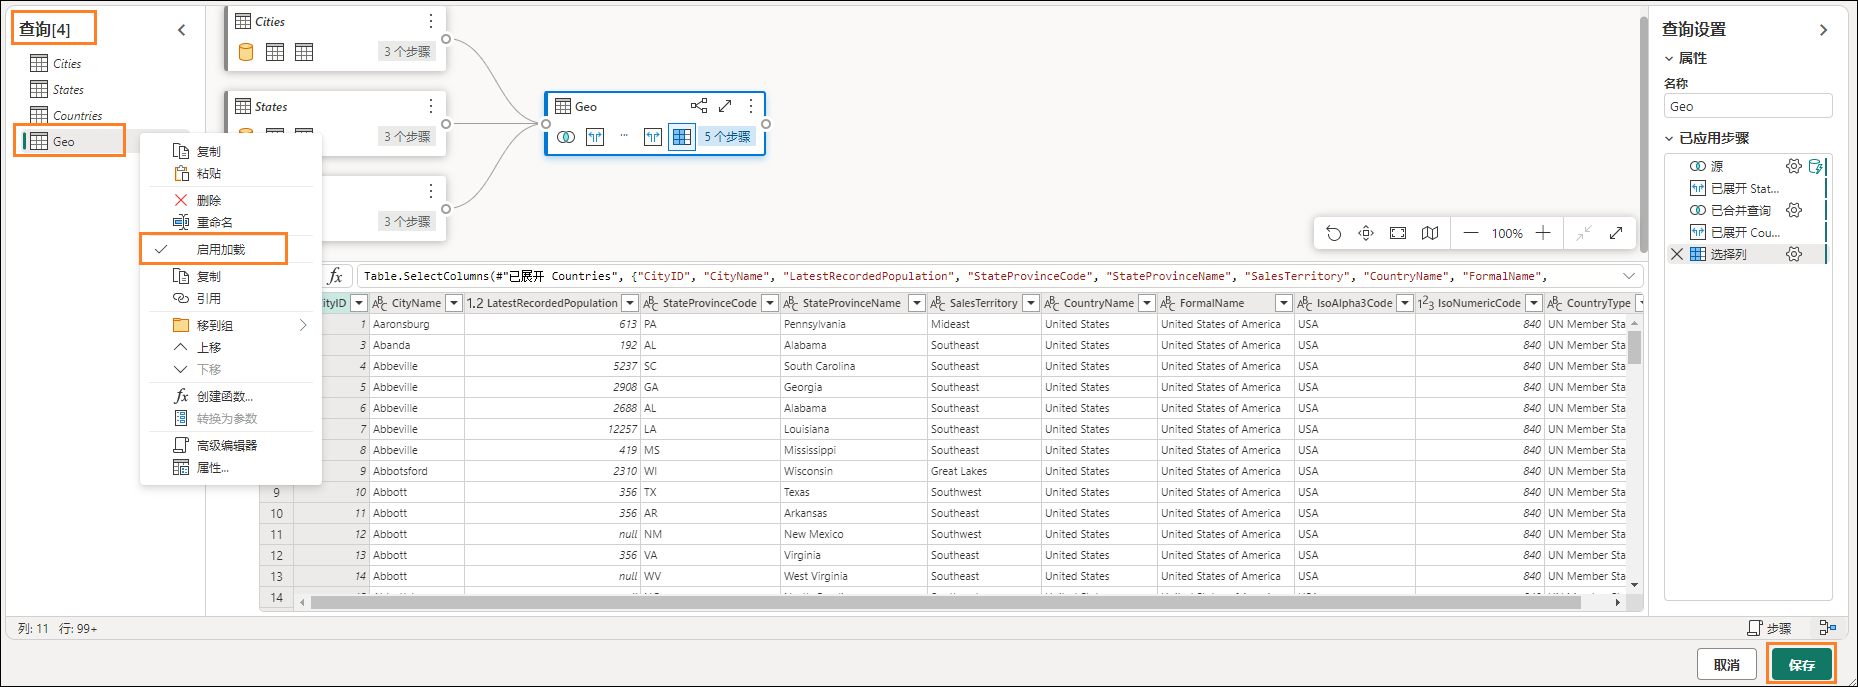 查询[4]
Cities
States
Countries
Geo
复制
粘贴
删除
重命名
启用加载
复制
引用
移到组
上移
下移
创建函数...
转换为参数
高级编辑器
属性...
Cities
3 个步骤
States
3 个步骤
3 个步骤
Geo
5 个步骤
100%
fx Table.SelectColumns(#"已展开 Countries", {"CityID", "CityName", "LatestRecordedPopulation", "StateProvinceCode", "StateProvinceName", "SalesTerritory", "CountryName", "FormalName",
ityID CityName 1.2 LatestRecordedPopulation StateProvinceCode StateProvinceName SalesTerritory CountryName FormalName IsoAlpha3Code 123 IsoNumericCode CountryType
1 Aaronsburg 613 PA Pennsylvania Mideast United States United States of America USA 840 UN Member Sta
3 Abanda 192 AL Alabama Southeast United States United States of America USA 840 UN Member Sta
4 Abbeville 5237 SC South Carolina Southeast United States United States of America USA 840 UN Member Sta
5 Abbeville 2908 GA Georgia Southeast United States United States of America USA 840 UN Member Sta
6 Abbeville 2688 AL Alabama Southeast United States United States of America USA 840 UN Member Sta
7 Abbeville 12257 LA Louisiana Southeast United States United States of America USA 840 UN Member Sta
8 Abbeville 419 MS Mississippi Southeast United States United States of America USA 840 UN Member Sta
9 Abbotsford 2310 WI Wisconsin Great Lakes United States United States of America USA 840 UN Member Sta
9 10 Abbott 356 TX Texas Southwest United States United States of America USA 840 UN Member Sta
10 11 Abbott 356 AR Arkansas Southeast United States United States of America USA 840 UN Member Sta
11 12 Abbott null NM New Mexico Southwest United States United States of America USA 840 UN Member Sta
12 13 Abbott 356 VA Virginia Southeast United States United States of America USA 840 UN Member Sta
13 14 Abbott null WV West Virginia Southeast United States United States of America USA 840 UN Member Sta
14
查询设置
属性
名称
Geo
已应用步骤
源
已展开 Stat...
已合并查询
已展开 Cou...
选择列
列: 11 行: 99+
步骤
取消
保存